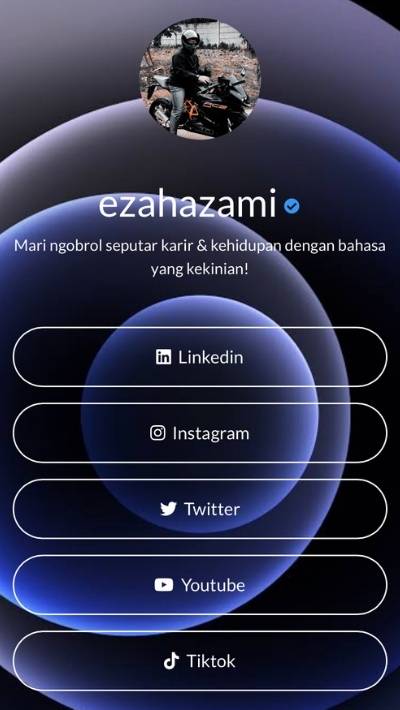 ezahazami
Mari ngobrol seputar karir & kehidupan dengan bahasa
yang kekinian!
Linkedin
Instagram
Twitter
Youtube
Tiktok